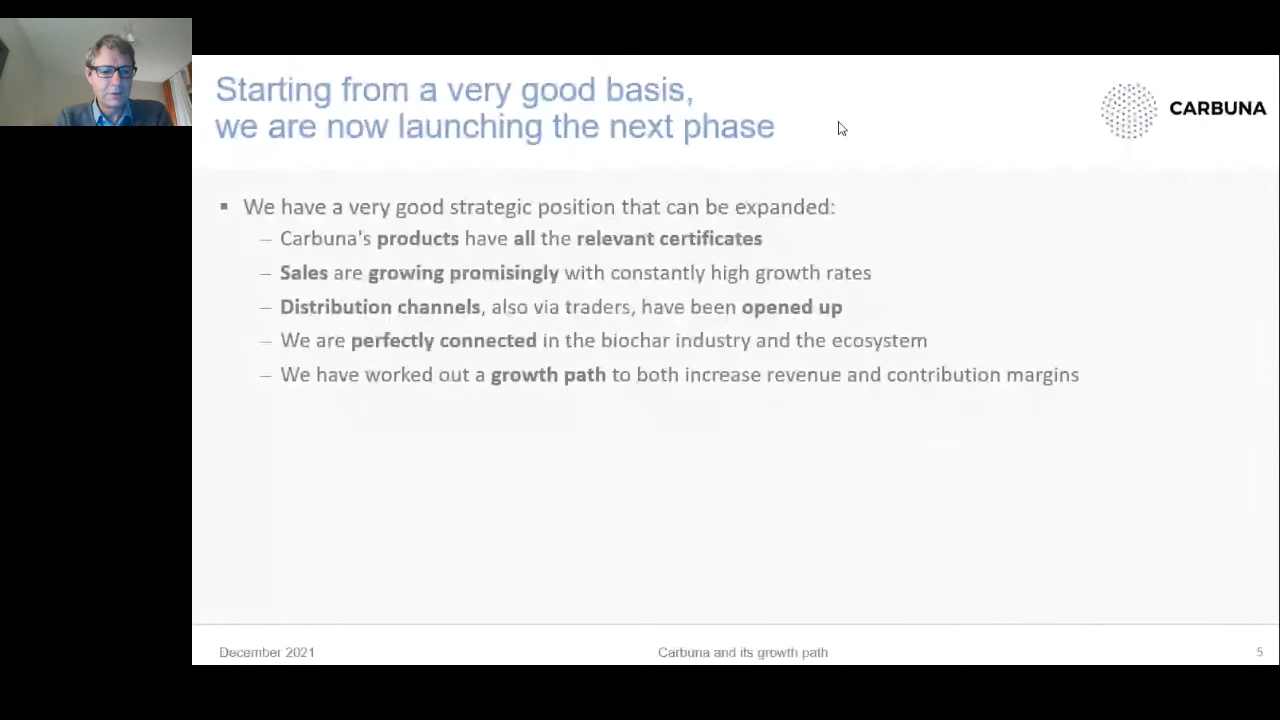 Starting from a very good basis,
we are now launching the next phase
CARBUNA
▪ We have a very good strategic position that can be expanded:
– Carbuna's products have all the relevant certificates
– Sales are growing promisingly with constantly high growth rates
– Distribution channels, also via traders, have been opened up
– We are perfectly connected in the biochar industry and the ecosystem
– We have worked out a growth path to both increase revenue and contribution margins
December 2021
Carbuna and its growth path
5